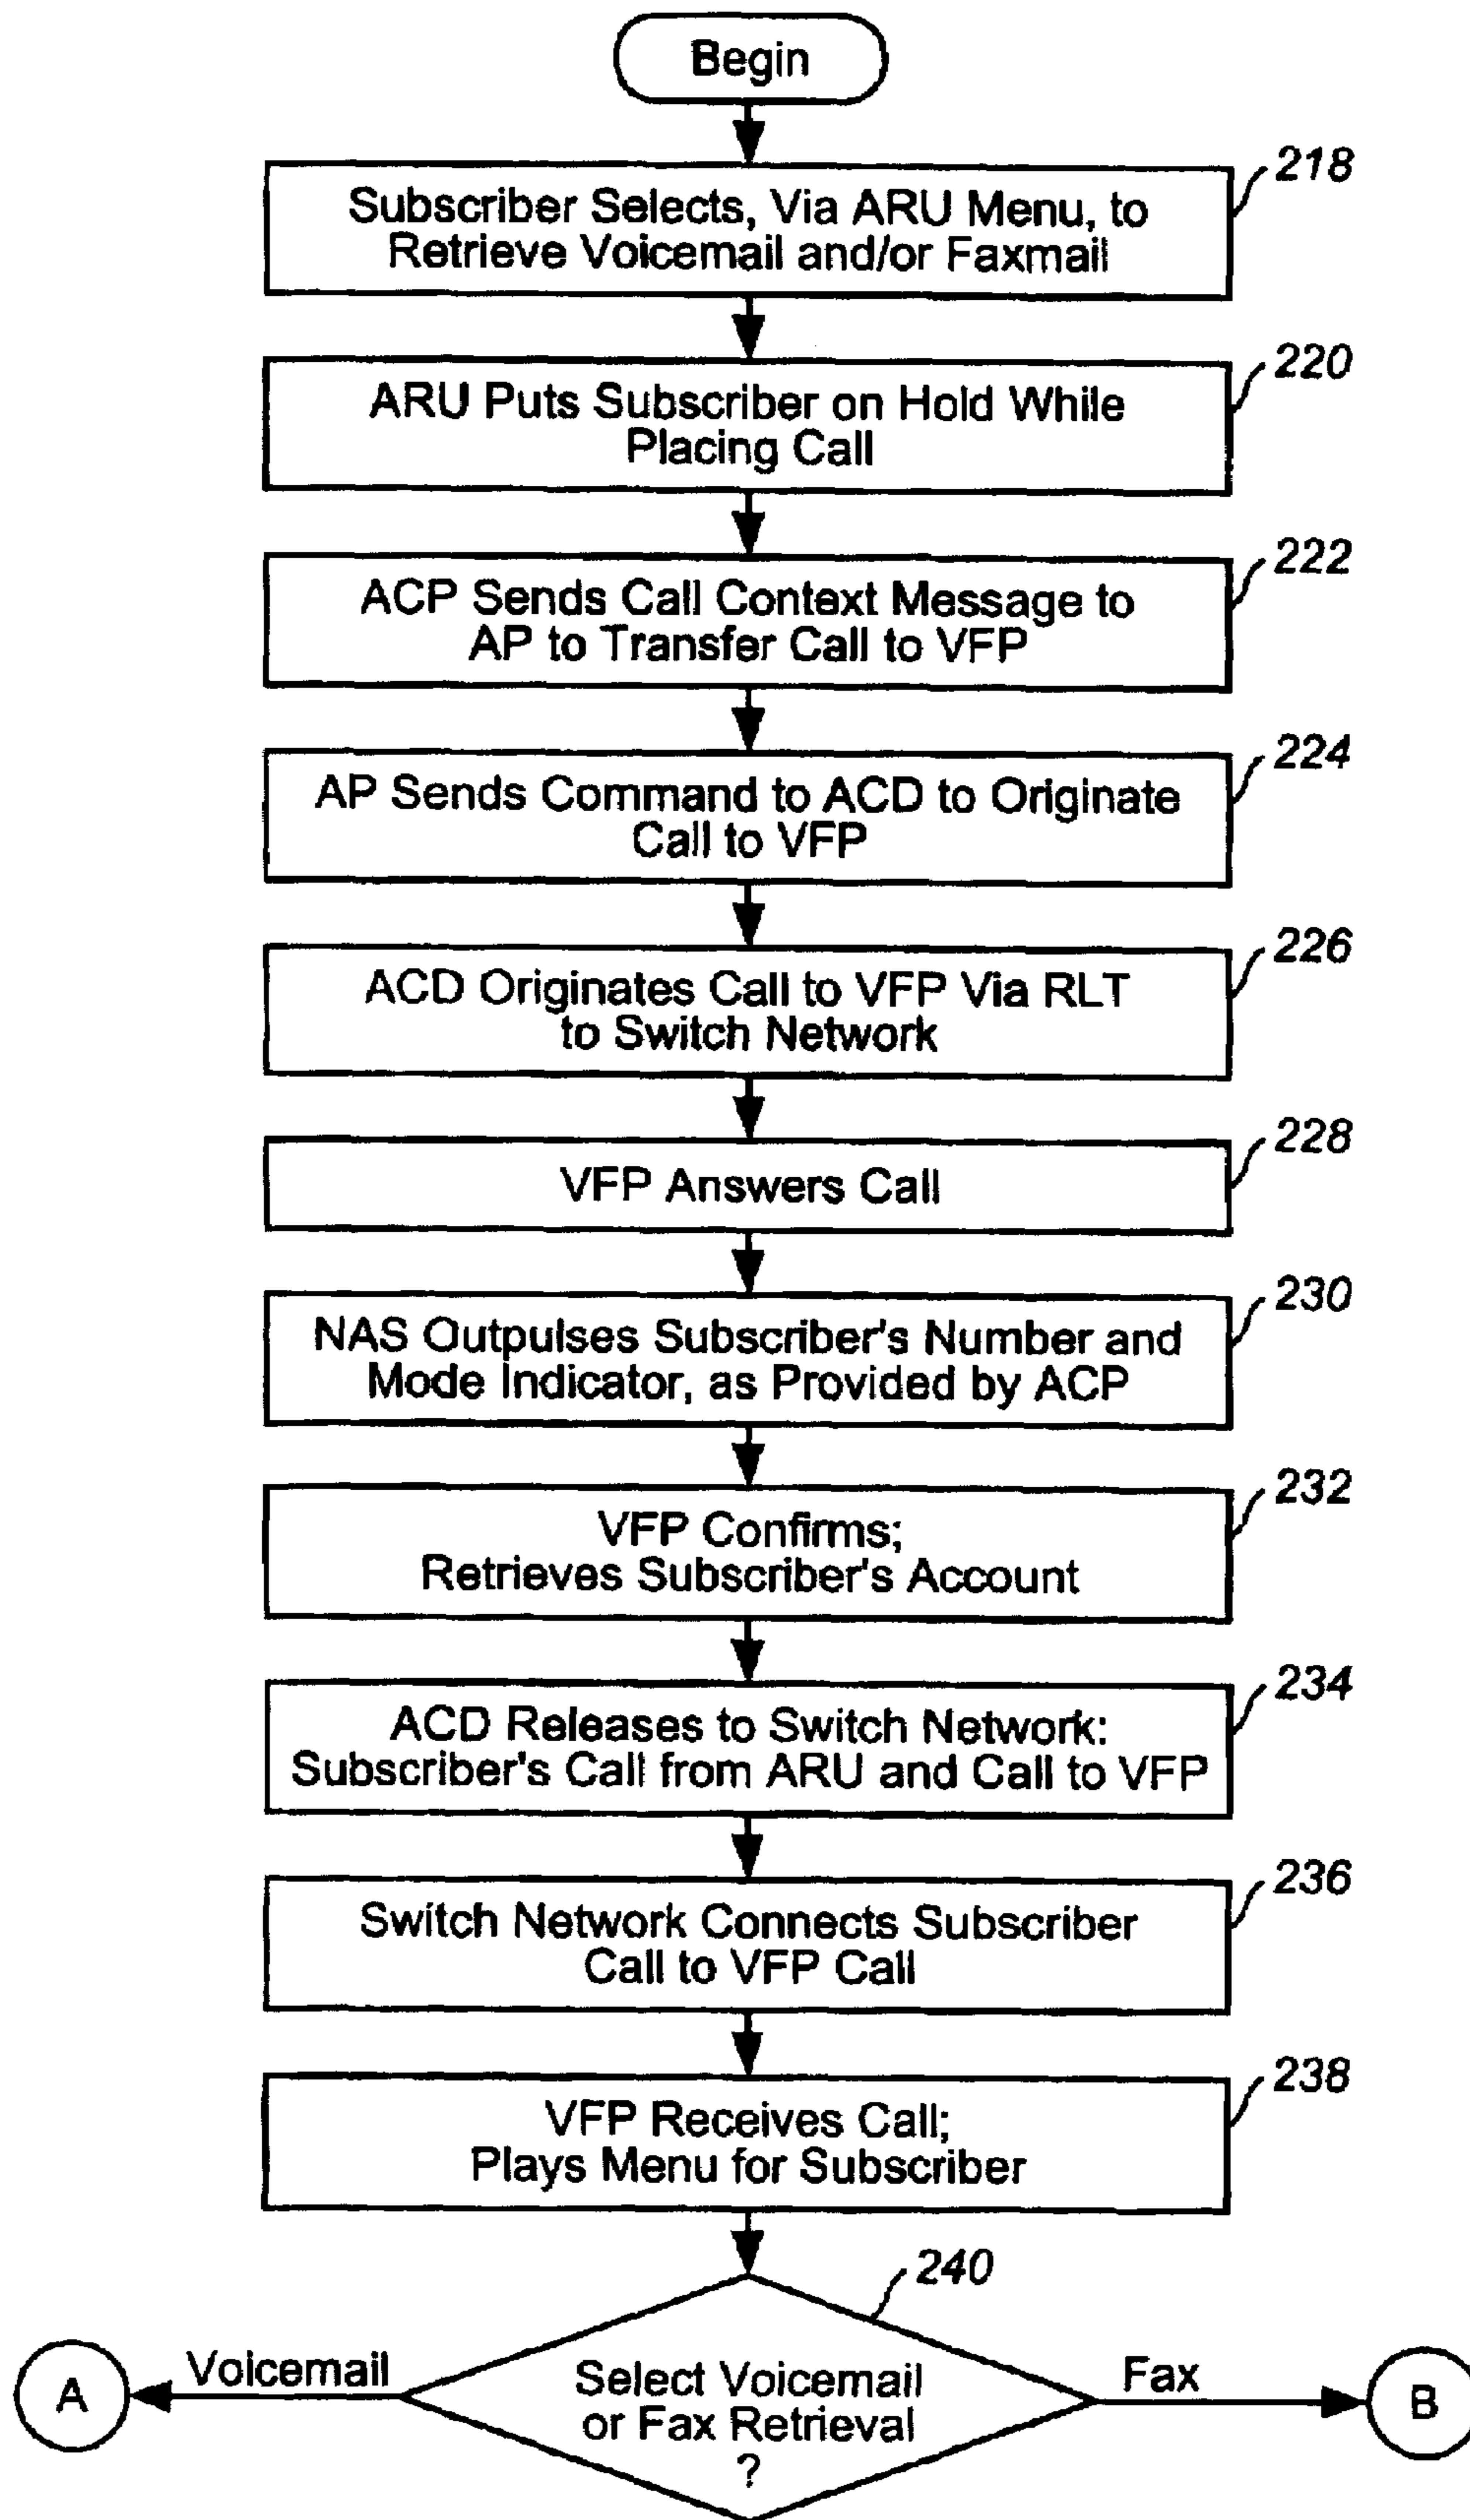 Begin
218
Subscriber Selects, Via ARU Menu, to
Retrieve Voicemail and/or Faxmail
220
ARU Puts Subscriber on Hold While
Placing Call
222
ACP Sends Call Context Message to
AP to Transfer Call to VFP
224
AP Sends Command to ACD to Originate
Call to VFP
226
ACD Originates Call to VFP Via RLT
to Switch Network
228
VFP Answers Call
230
NAS Outpulses Subscriber's Number and
Mode Indicator, as Provided by ACP
232
VFP Confirms;
Retrieves Subscriber's Account
234
ACD Releases to Switch Network:
Subscriber's Call from ARU and Call to VFP
236
Switch Network Connects Subscriber
Call to VFP Call
238
VFP Receives Call;
Plays Menu for Subscriber
240
A
Voicemail
Select Voicemail
or Fax Retrieval
?
Fax
B